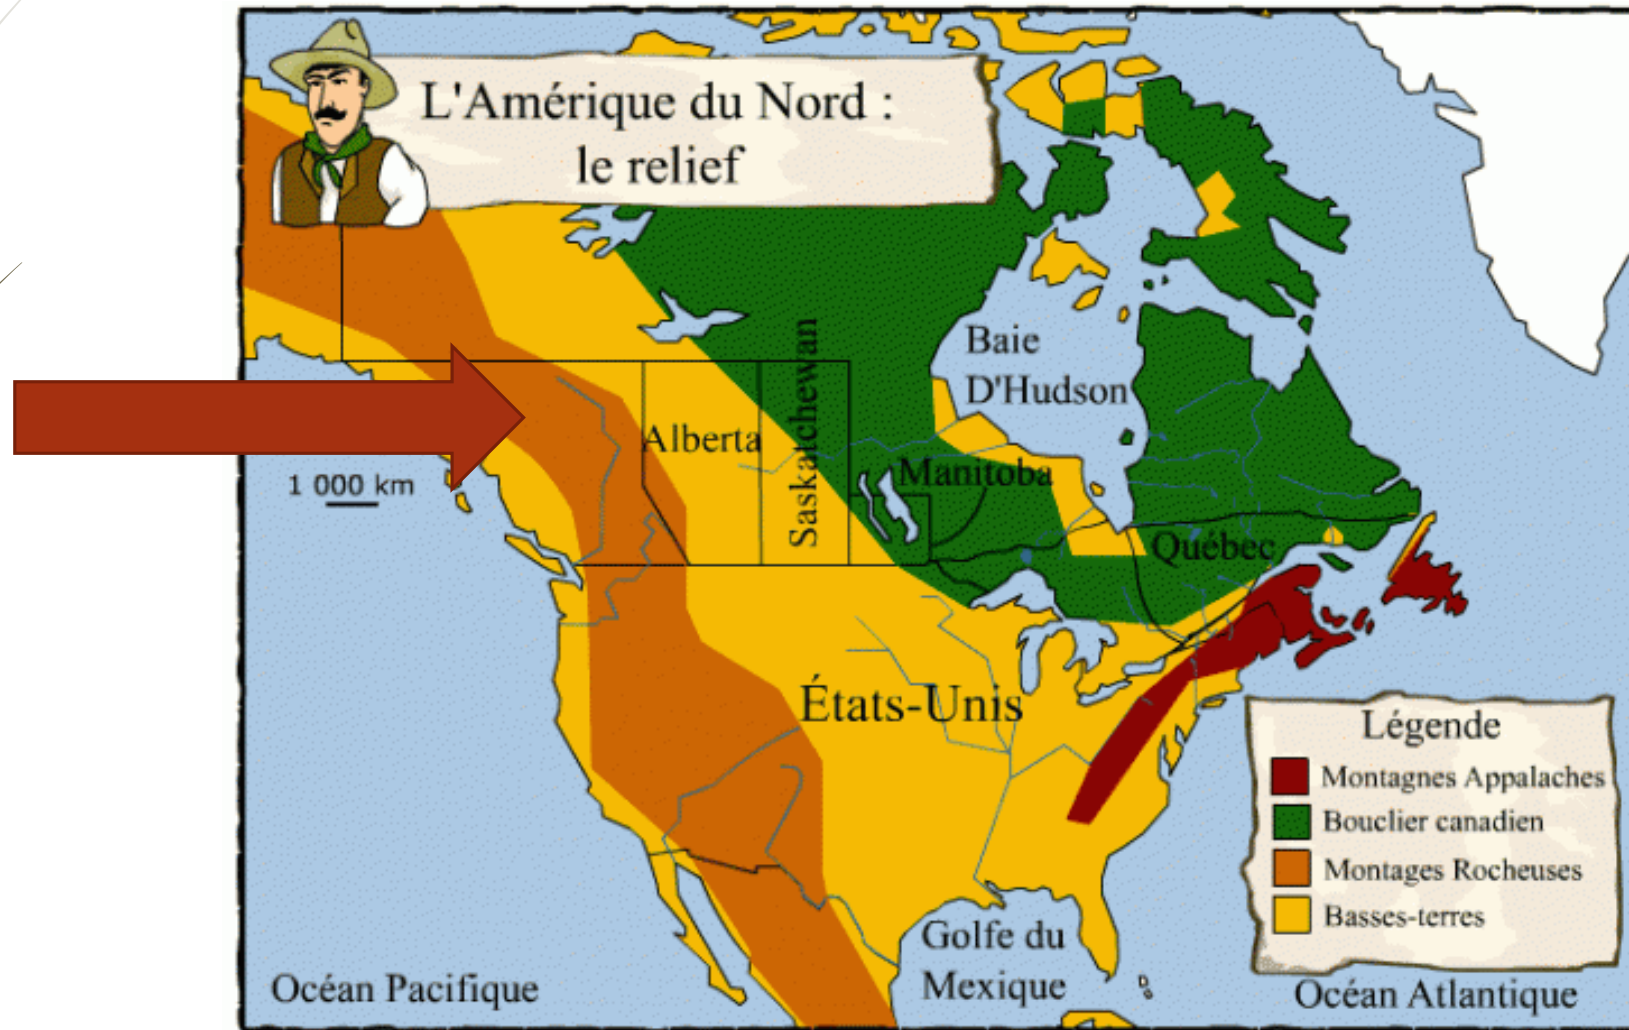 L'Amérique du Nord :
le relief
Baie
D'Hudson
Alberta
Saskatchewan
Manitoba
1 000 km
Québec
États-Unis
Légende
Montagnes Appalaches
Bouclier canadien
Montages Rocheuses
Basses-terres
Golfe du
Mexique
Océan Pacifique
Océan Atlantique